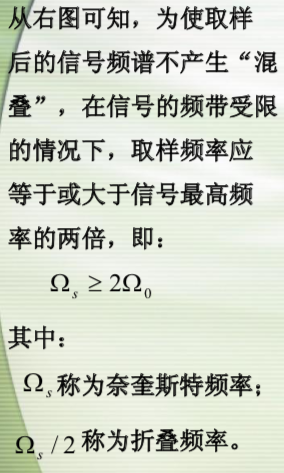 从右图可知，为使取样
后的信号频谱不产生“混
叠”，在信号的频带受限
的情况下，取样频率应
等于或大于信号最高频
率的两倍，即：
Ωs ≥ 2Ω0
其中：
Ωs称为奈奎斯特频率；
Ωs / 2 称为折叠频率。